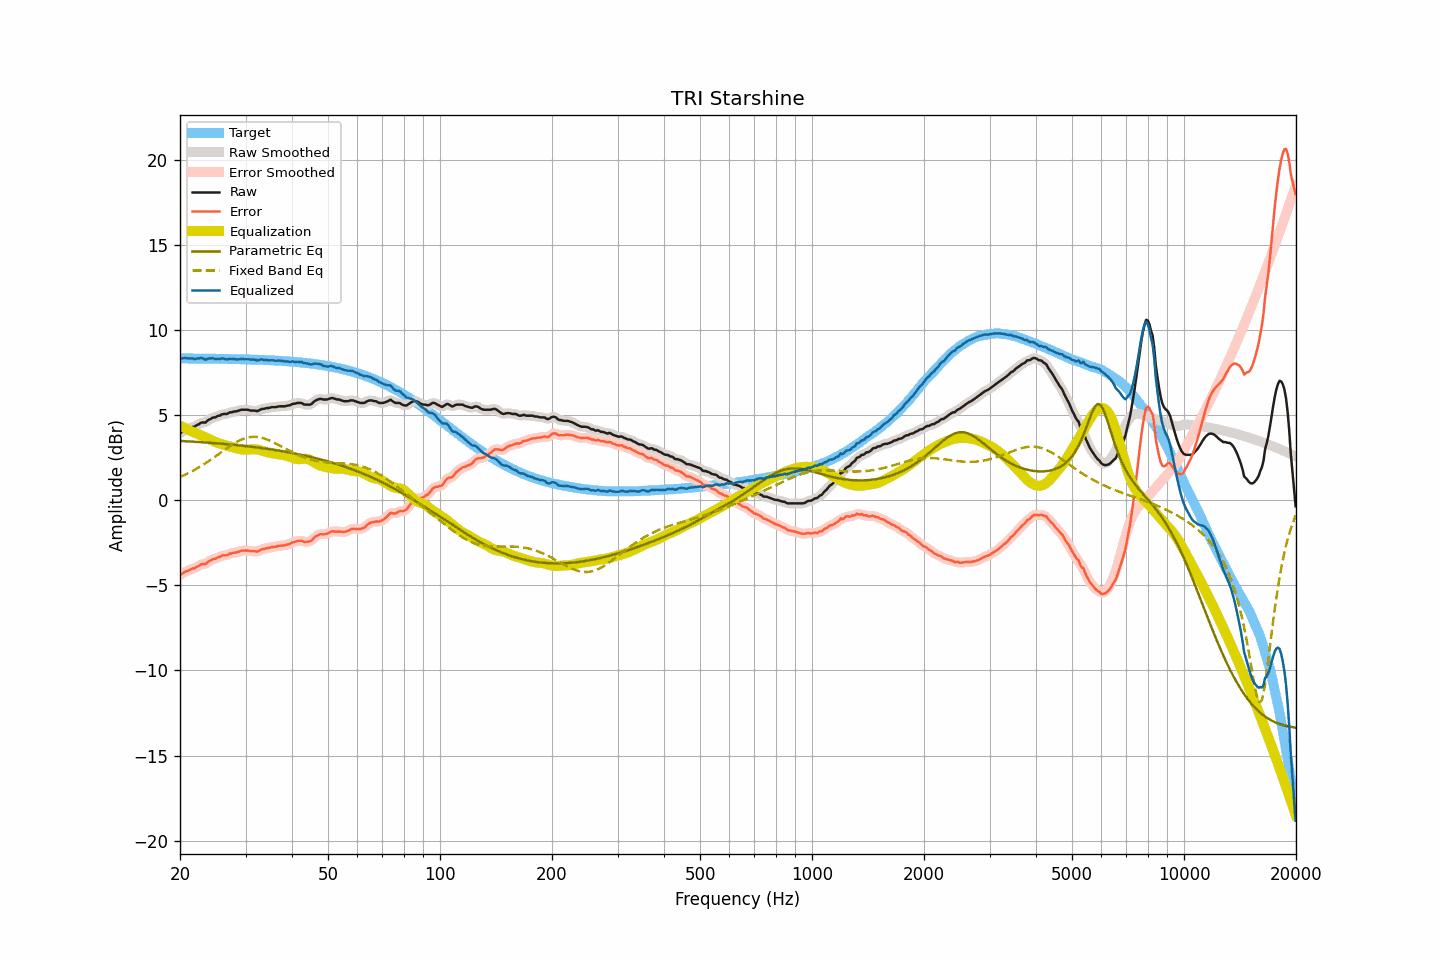 TRI Starshine
Target
Raw Smoothed
Error Smoothed
Raw
Error
Equalization
Parametric Eq
Fixed Band Eq
Equalized
20
15
10
5
0
−5
−10
−15
−20
Amplitude (dBr)
20
50
100
200
500
1000
2000
5000
10000
20000
Frequency (Hz)